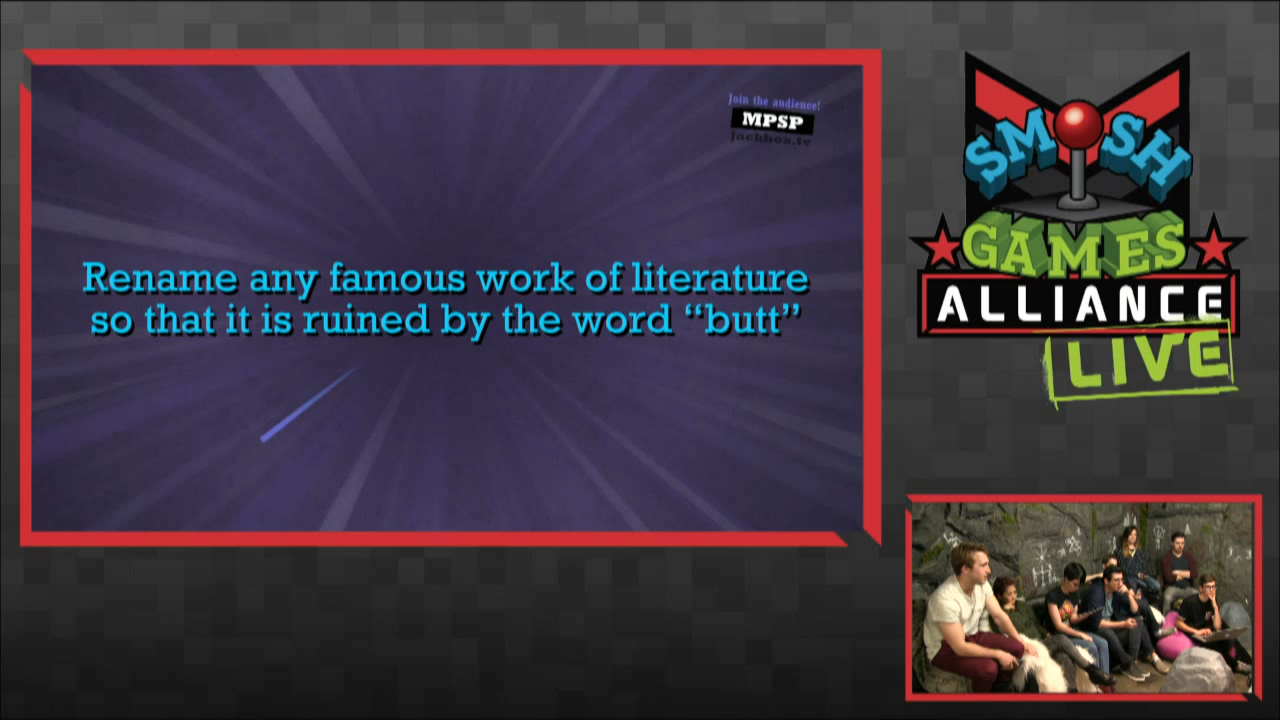 Join the audience!
MPSP
jackbox.tv
Rename any famous work of literature
so that it is ruined by the word “butt”
SMOSH
GAMES
ALLIANCE
LIVE